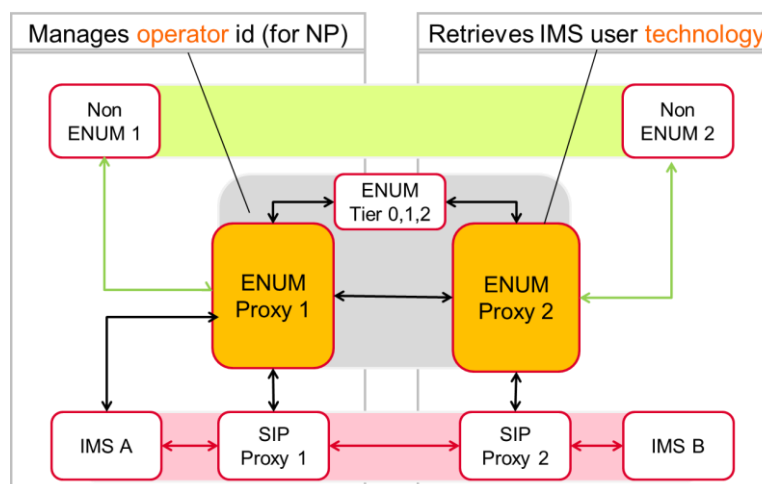 Manages operator id (for NP)
Retrieves IMS user technology
Non
ENUM 1
Non
ENUM 2
ENUM
Tier 0,1,2
ENUM
Proxy 1
ENUM
Proxy 2
IMS A
SIP
Proxy 1
SIP
Proxy 2
IMS B